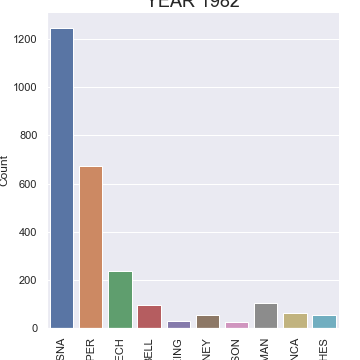 YEAR 1982
Count
1200
1000
800
600
400
200
0
SNA
PER
ECH
ELL
ING
NEY
SON
MAN
NCA
HES